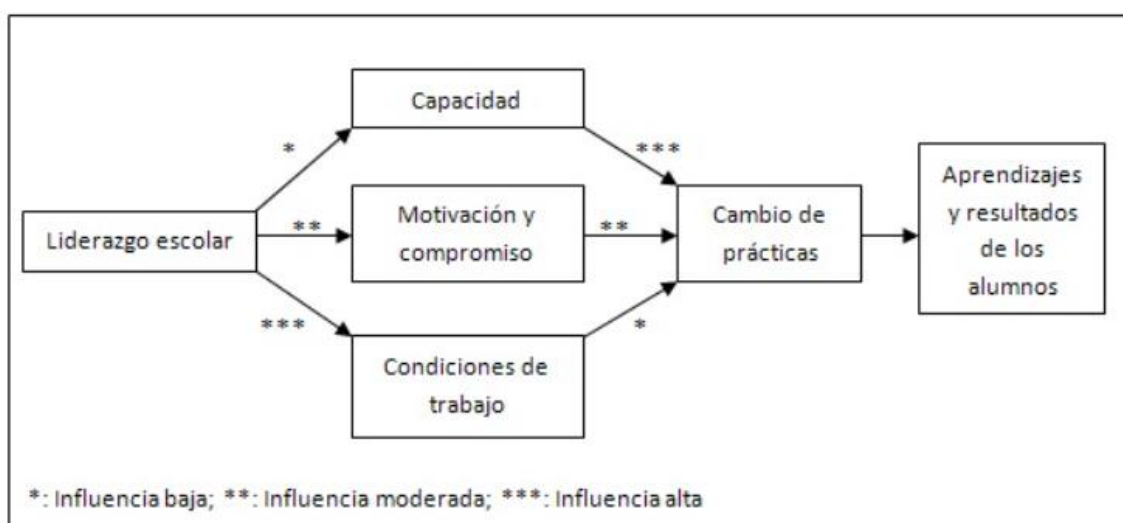 Capacidad
*
***
Liderazgo escolar
**
Motivación y
compromiso
**
Cambio de
prácticas
Aprendizajes
y resultados
de los
alumnos
***
Condiciones de
trabajo
*
*: Influencia baja; **: Influencia moderada; ***: Influencia alta